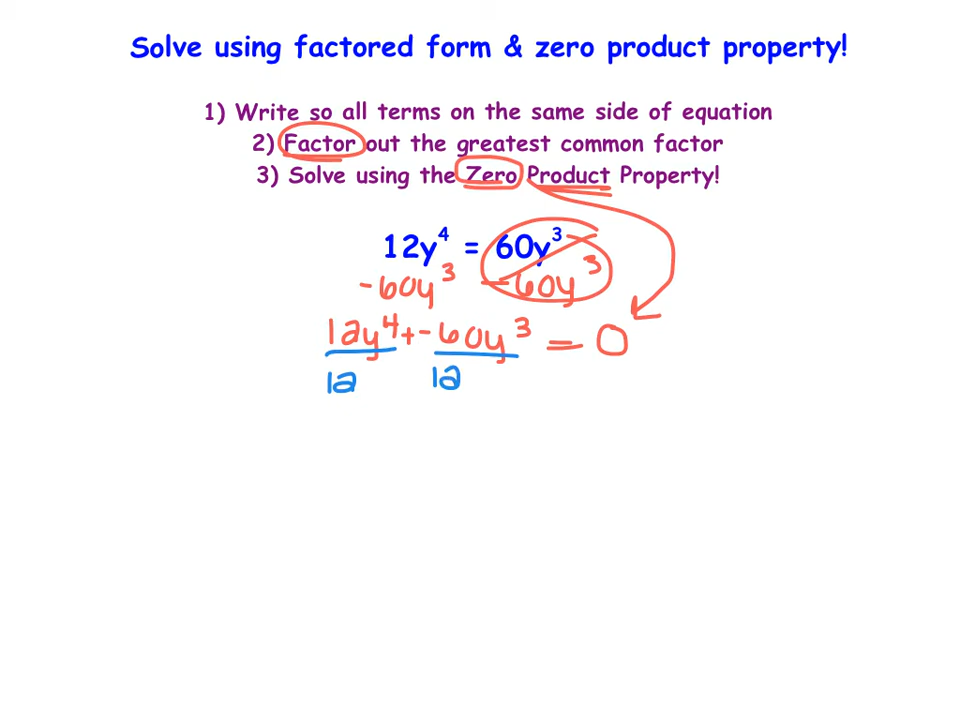 Solve using factored form & zero product property!
1) Write so all terms on the same side of equation
2) Factor out the greatest common factor
3) Solve using the Zero Product Property!
12y⁴ = 60y³
-60y³ -60y³
12y⁴+-60y³ = 0
12 12